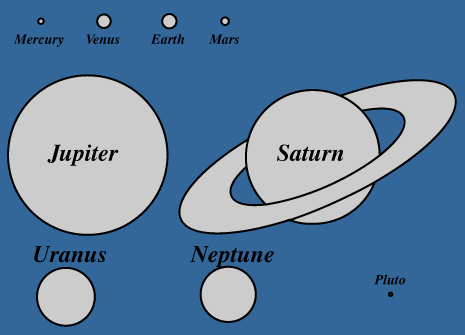 Mercury
Venus
Earth
Mars
Jupiter
Saturn
Uranus
Neptune
Pluto